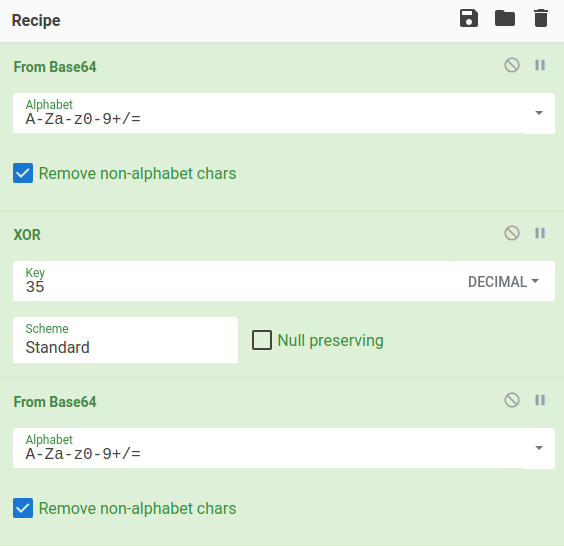 Recipe
From Base64
Alphabet
A-Za-z0-9+/=
Remove non-alphabet chars
XOR
Key
35
DECIMAL
Scheme
Standard
Null preserving
From Base64
Alphabet
A-Za-z0-9+/=
Remove non-alphabet chars